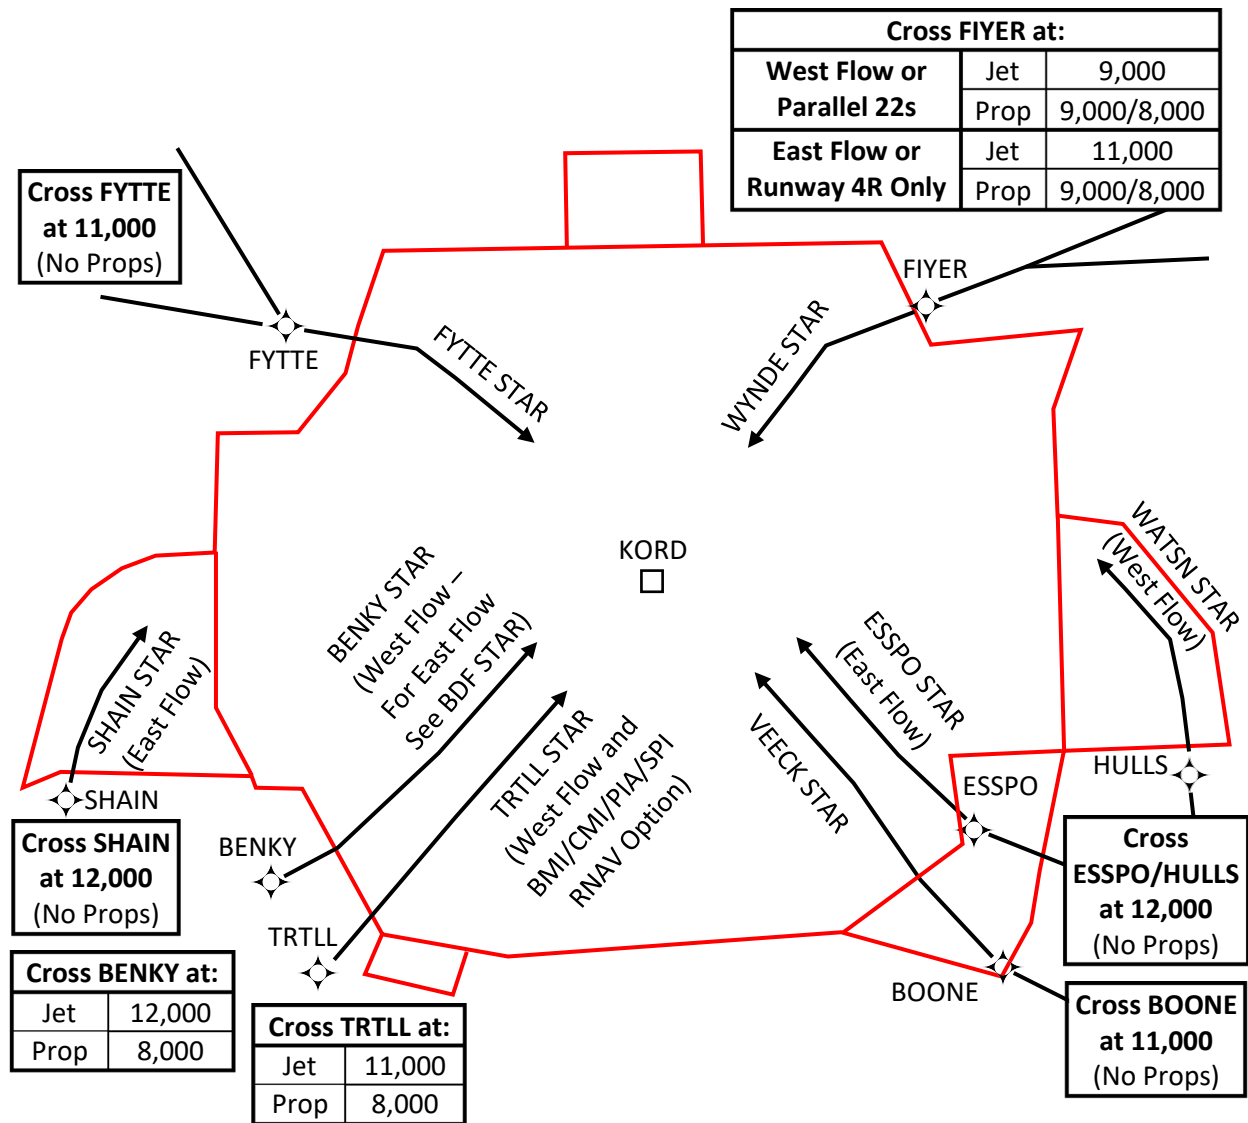 Cross FIYER at:
West Flow or
Parallel 22s
Jet 9,000
Prop 9,000/8,000
East Flow or
Runway 4R Only
Jet 11,000
Prop 9,000/8,000
Cross FYTTE
at 11,000
(No Props)
FYTTE
FYTTE STAR
FIYER
WYNDE STAR
KORD
WATSN STAR
(West Flow)
HULLS
SHAIN STAR
(East Flow)
SHAIN
Cross SHAIN
at 12,000
(No Props)
BENKY STAR
(West Flow –
For East Flow
See BDF STAR)
BENKY
Cross BENKY at:
Jet 12,000
Prop 8,000
TRTLL STAR
(West Flow and
BMI/CMI/PIA/SPI
RNAV Option)
TRTLL
Cross TRTLL at:
Jet 11,000
Prop 8,000
ESSPO STAR
(East Flow)
ESSPO
VEECK STAR
BOONE
Cross
ESSPO/HULLS
at 12,000
(No Props)
Cross BOONE
at 11,000
(No Props)